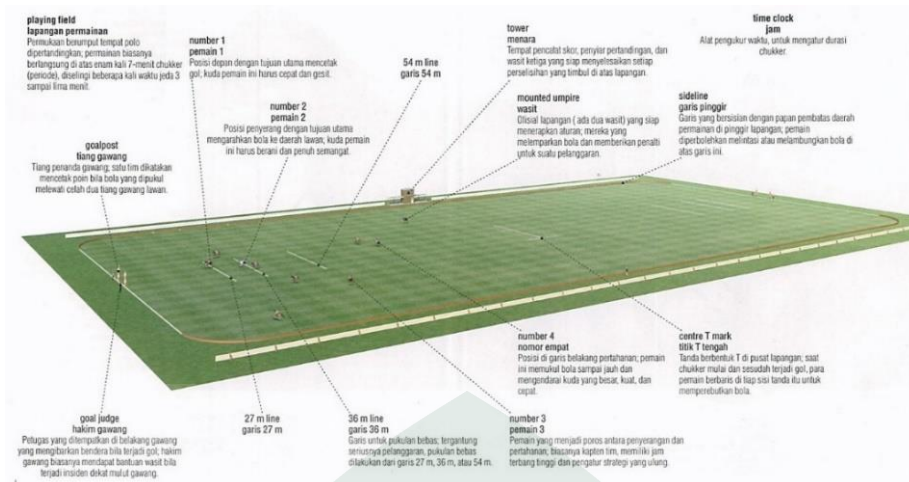 playing field
lapangan permainan
Permukaan berumput tempat polo
dipertandingkan; permainan biasanya
berlangsung di atas enam kali 7-menit chukker
(periode), diselingi beberapa kali waktu jeda 3
sampai lima menit.
number 1
pemain 1
Posisi depan dengan tujuan utama mencetak
gol; kuda pemain ini harus cepat dan gesit.
number 2
pemain 2
Posisi penyerang dengan tujuan utama
mengarahkan bola ke daerah lawan; kuda
pemain ini harus berani dan penuh semangat.
54 m line
garis 54 m
tower
menara
Tempat pencatat skor, penyiar pertandingan, dan
wasit ketiga yang siap menyelesaikan setiap
perselisihan yang timbul di atas lapangan.
time clock
jam
Alat pengukur waktu, untuk mengatur durasi
chukker.
mounted umpire
wasit
Ofisial lapangan ( ada dua wasit) yang siap
menerapkan aturan; mereka yang
melemparkan bola dan memberikan penalti
untuk suatu pelanggaran.
sideline
garis pinggir
Garis yang bersisian dengan papan pembatas daerah
permainan di pinggir lapangan; pemain
diperbolehkan melintasi atau melambungkan bola di
atas garis ini.
goalpost
tiang gawang
Tiang penanda gawang; satu tim dikatakan
mencetak poin bila bola yang dipukul
melewati celah dua tiang gawang lawan.
goal judge
hakim gawang
Petugas yang ditempatkan di belakang gawang
yang mengibarkan bendera bila terjadi gol; hakim
gawang biasanya mendapat bantuan wasit bila
terjadi insiden dekat mulut gawang.
27 m line
garis 27 m
36 m line
garis 36 m
Garis untuk pukulan bebas; tergantung
seriusnya pelanggaran, pukulan bebas
dilakukan dari garis 27 m, 36 m, atau 54 m.
number 4
nomor empat
Posisi di garis belakang pertahanan; pemain
ini memukul bola sampai jauh dan
mengendarai kuda yang besar, kuat, dan
cepat.
number 3
pemain 3
Pemain yang menjadi poros antara penyerangan dan
pertahanan; biasanya kapten tim, memiliki jam
terbang tinggi dan pengatur strategi yang ulung.
centre T mark
titik T tengah
Tanda berbentuk T di pusat lapangan; saat
chukker mulai dan sesudah terjadi gol, para
pemain berbaris di tiap sisi tanda itu untuk
memperebutkan bola.